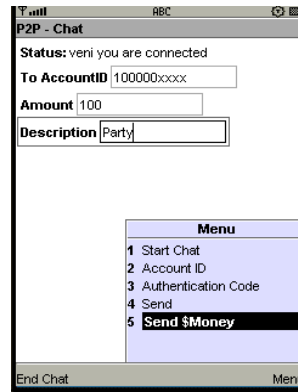 ABC
P2P - Chat
Status: veni you are connected
To AccountID 100000xxxx
Amount 100
Description Party
Menu
1 Start Chat
2 Account ID
3 Authentication Code
4 Send
5 Send $Money
End Chat Menu